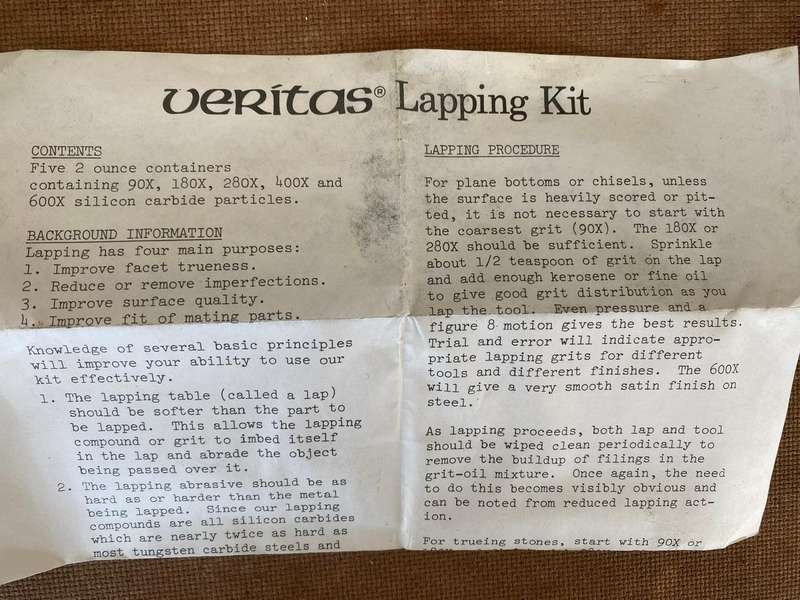 veritas® Lapping Kit
CONTENTS
Five 2 ounce containers
containing 90X, 180X, 280X, 400X and
600X silicon carbide particles.
BACKGROUND INFORMATION
Lapping has four main purposes:
1. Improve facet trueness.
2. Reduce or remove imperfections.
3. Improve surface quality.
4. Improve fit of mating parts.
Knowledge of several basic principles
will improve your ability to use our
kit effectively.
1. The lapping table (called a lap)
should be softer than the part to
be lapped. This allows the lapping
compound or grit to imbed itself
in the lap and abrade the object
being passed over it.
2. The lapping abrasive should be as
hard as or harder than the metal
being lapped. Since our lapping
compounds are all silicon carbides
which are nearly twice as hard as
most tungsten carbide steels and
LAPPING PROCEDURE
For plane bottoms or chisels, unless
the surface is heavily scored or pit-
ted, it is not necessary to start with
the coarsest grit (90X). The 180X or
280X should be sufficient. Sprinkle
about 1/2 teaspoon of grit on the lap
and add enough kerosene or fine oil
to give good grit distribution as you
lap the tool. Even pressure and a
figure 8 motion gives the best results.
Trial and error will indicate appro-
priate lapping grits for different
tools and different finishes. The 600X
will give a very smooth satin finish on
steel.
As lapping proceeds, both lap and tool
should be wiped clean periodically to
remove the buildup of filings in the
grit-oil mixture. Once again, the need
to do this becomes visibly obvious and
can be noted from reduced lapping act-
ion.
For trueing stones, start with 90X or